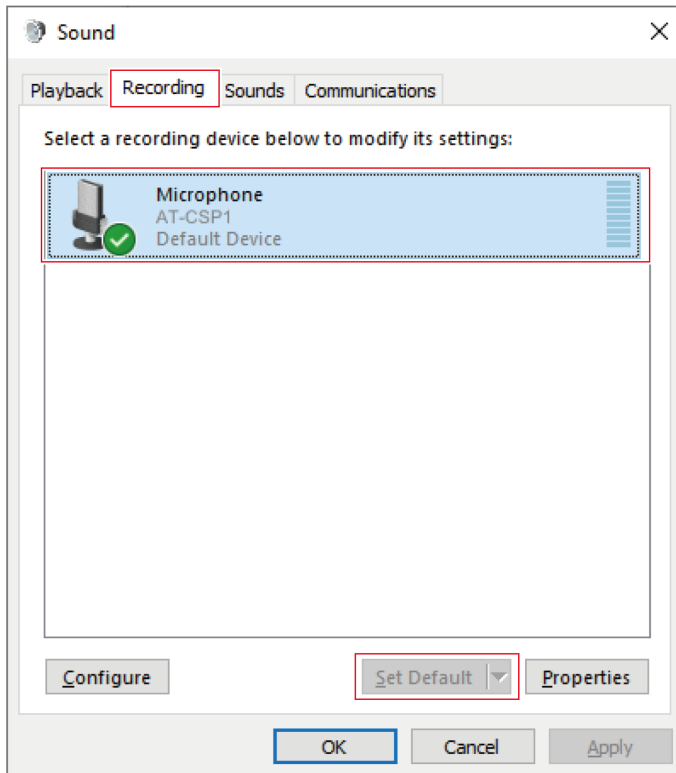 Sound
Playback Recording Sounds Communications
Select a recording device below to modify its settings:
Microphone
AT-CSP1
Default Device
Configure Set Default Properties
OK Cancel Apply